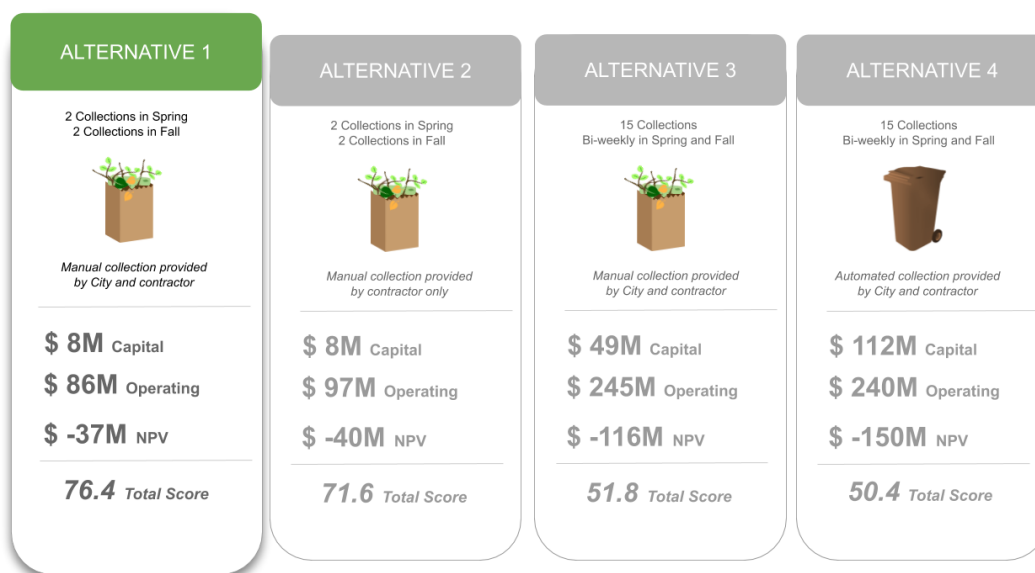 ALTERNATIVE 1
2 Collections in Spring
2 Collections in Fall
Manual collection provided
by City and contractor
$ 8M Capital
$ 86M Operating
$ -37M NPV
76.4 Total Score
ALTERNATIVE 2
2 Collections in Spring
2 Collections in Fall
Manual collection provided
by contractor only
$ 8M Capital
$ 97M Operating
$ -40M NPV
71.6 Total Score
ALTERNATIVE 3
15 Collections
Bi-weekly in Spring and Fall
Manual collection provided
by City and contractor
$ 49M Capital
$ 245M Operating
$ -116M NPV
51.8 Total Score
ALTERNATIVE 4
15 Collections
Bi-weekly in Spring and Fall
Automated collection provided
by City and contractor
$ 112M Capital
$ 240M Operating
$ -150M NPV
50.4 Total Score